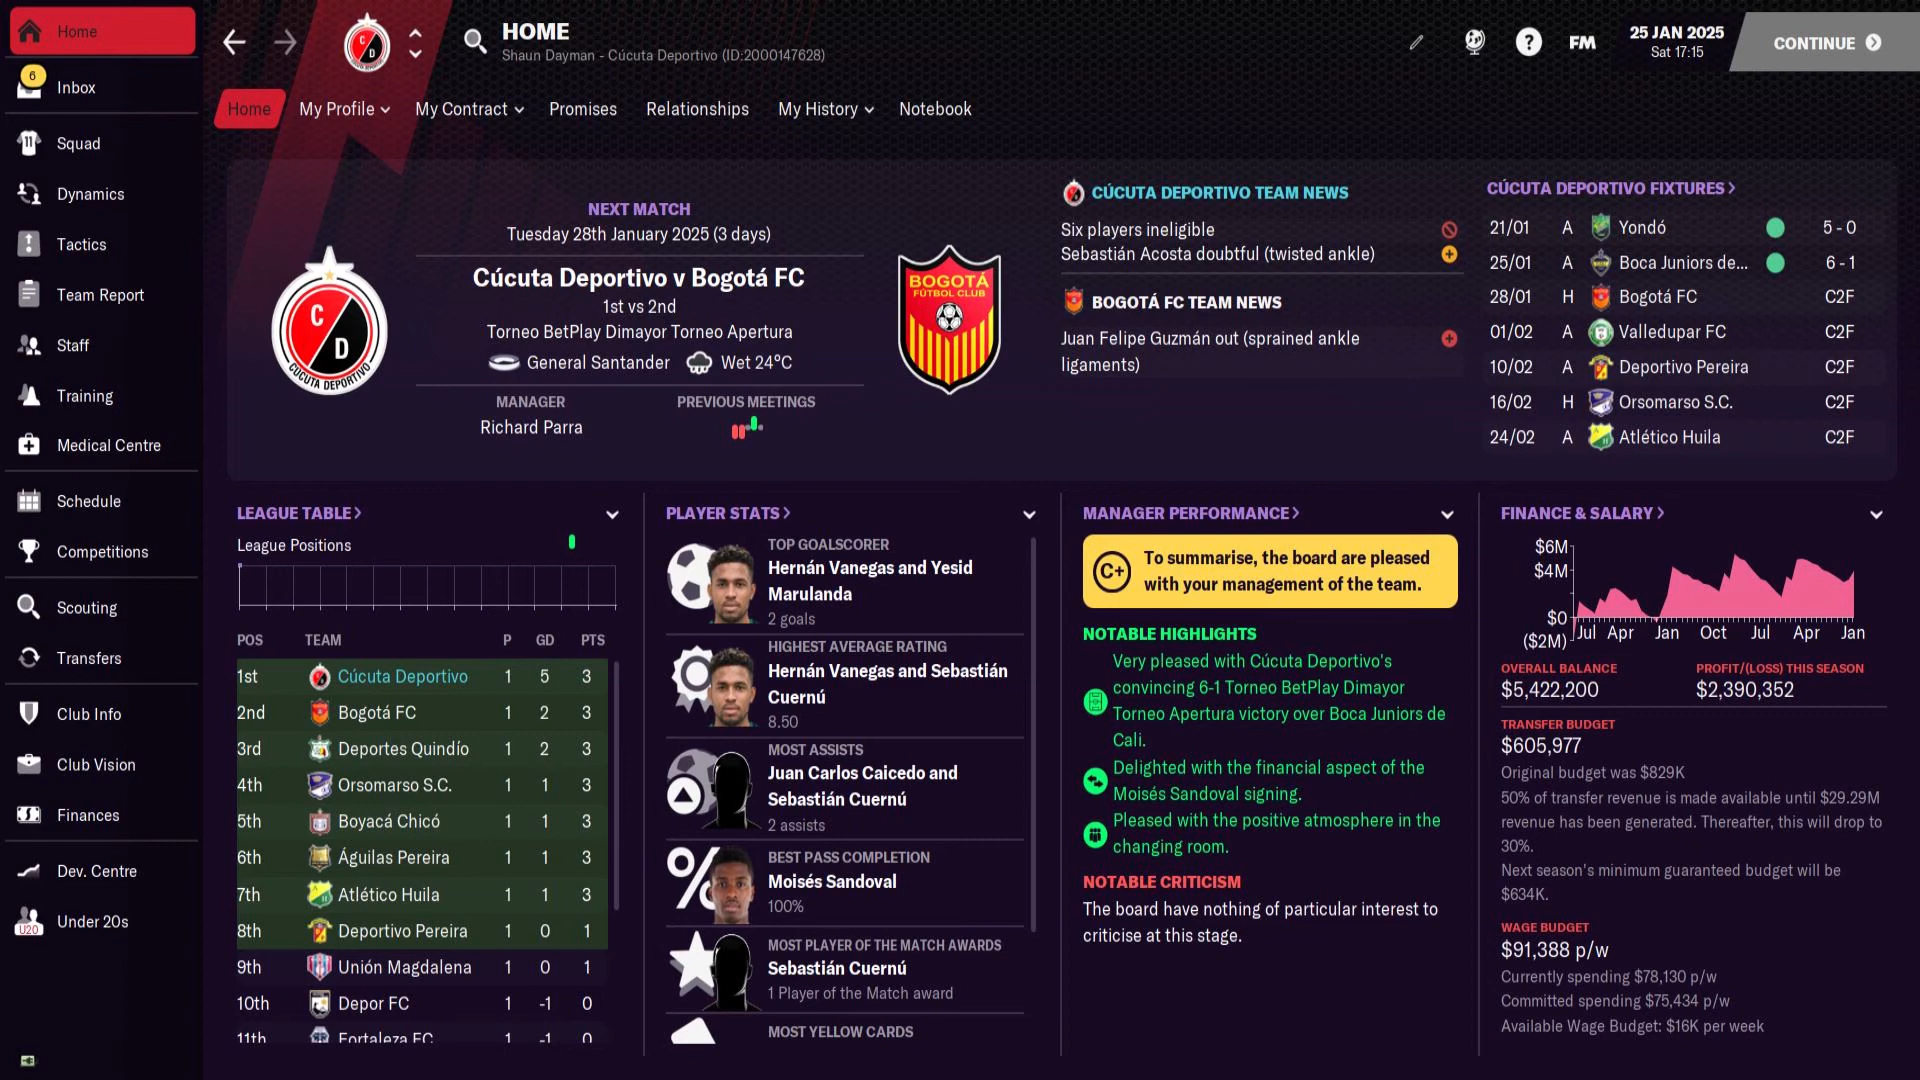 Home
6
Inbox
Squad
Dynamics
Tactics
Team Report
Staff
Training
Medical Centre
Schedule
Competitions
Scouting
Transfers
Club Info
Club Vision
Finances
Dev. Centre
U20
Under 20s
HOME
Shaun Dayman - Cúcuta Deportivo (ID:2000147628)
?
FM
25 JAN 2025
Sat 17:15
CONTINUE
Home
My Profile
My Contract
Promises
Relationships
My History
Notebook
NEXT MATCH
Tuesday 28th January 2025 (3 days)
Cúcuta Deportivo v Bogotá FC
1st vs 2nd
Torneo BetPlay Dimayor Torneo Apertura
General Santander
Wet 24°C
MANAGER
Richard Parra
PREVIOUS MEETINGS
C D
CÚCUTA DEPORTIVO
BOGOTÁ
FÚTBOL CLUB
CÚCUTA DEPORTIVO TEAM NEWS
Six players ineligible
Sebastián Acosta doubtful (twisted ankle)
BOGOTÁ FC TEAM NEWS
Juan Felipe Guzmán out (sprained ankle
ligaments)
CÚCUTA DEPORTIVO FIXTURES
21/01 A Yondó 5 - 0
25/01 A Boca Juniors de... 6 - 1
28/01 H Bogotá FC C2F
01/02 A Valledupar FC C2F
10/02 A Deportivo Pereira C2F
16/02 H Orsomarso S.C. C2F
24/02 A Atlético Huila C2F
LEAGUE TABLE
League Positions
POS TEAM P GD PTS
1st Cúcuta Deportivo 1 5 3
2nd Bogotá FC 1 2 3
3rd Deportes Quindío 1 2 3
4th Orsomarso S.C. 1 1 3
5th Boyacá Chicó 1 1 3
6th Águilas Pereira 1 1 3
7th Atlético Huila 1 1 3
8th Deportivo Pereira 1 0 1
9th Unión Magdalena 1 0 1
10th Depor FC 1 -1 0
11th Fortaleza FC 1 -1 0
PLAYER STATS
TOP GOALSCORER
Hernán Vanegas and Yesid
Marulanda
2 goals
HIGHEST AVERAGE RATING
Hernán Vanegas and Sebastián
Cuernú
8.50
MOST ASSISTS
Juan Carlos Caicedo and
Sebastián Cuernú
2 assists
%
BEST PASS COMPLETION
Moisés Sandoval
100%
MOST PLAYER OF THE MATCH AWARDS
Sebastián Cuernú
1 Player of the Match award
MOST YELLOW CARDS
MANAGER PERFORMANCE
C+
To summarise, the board are pleased
with your management of the team.
NOTABLE HIGHLIGHTS
Very pleased with Cúcuta Deportivo's
convincing 6-1 Torneo BetPlay Dimayor
Torneo Apertura victory over Boca Juniors de
Cali.
Delighted with the financial aspect of the
Moisés Sandoval signing.
Pleased with the positive atmosphere in the
changing room.
NOTABLE CRITICISM
The board have nothing of particular interest to
criticise at this stage.
FINANCE & SALARY
$6M
$4M
$0
($2M)
Jul Apr Jan Oct Jul Apr Jan
OVERALL BALANCE
$5,422,200
PROFIT/(LOSS) THIS SEASON
$2,390,352
TRANSFER BUDGET
$605,977
Original budget was $829K
50% of transfer revenue is made available until $29.29M
revenue has been generated. Thereafter, this will drop to
30%.
Next season's minimum guaranteed budget will be
$634K.
WAGE BUDGET
$91,388 p/w
Currently spending $78,130 p/w
Committed spending $75,434 p/w
Available Wage Budget: $16K per week